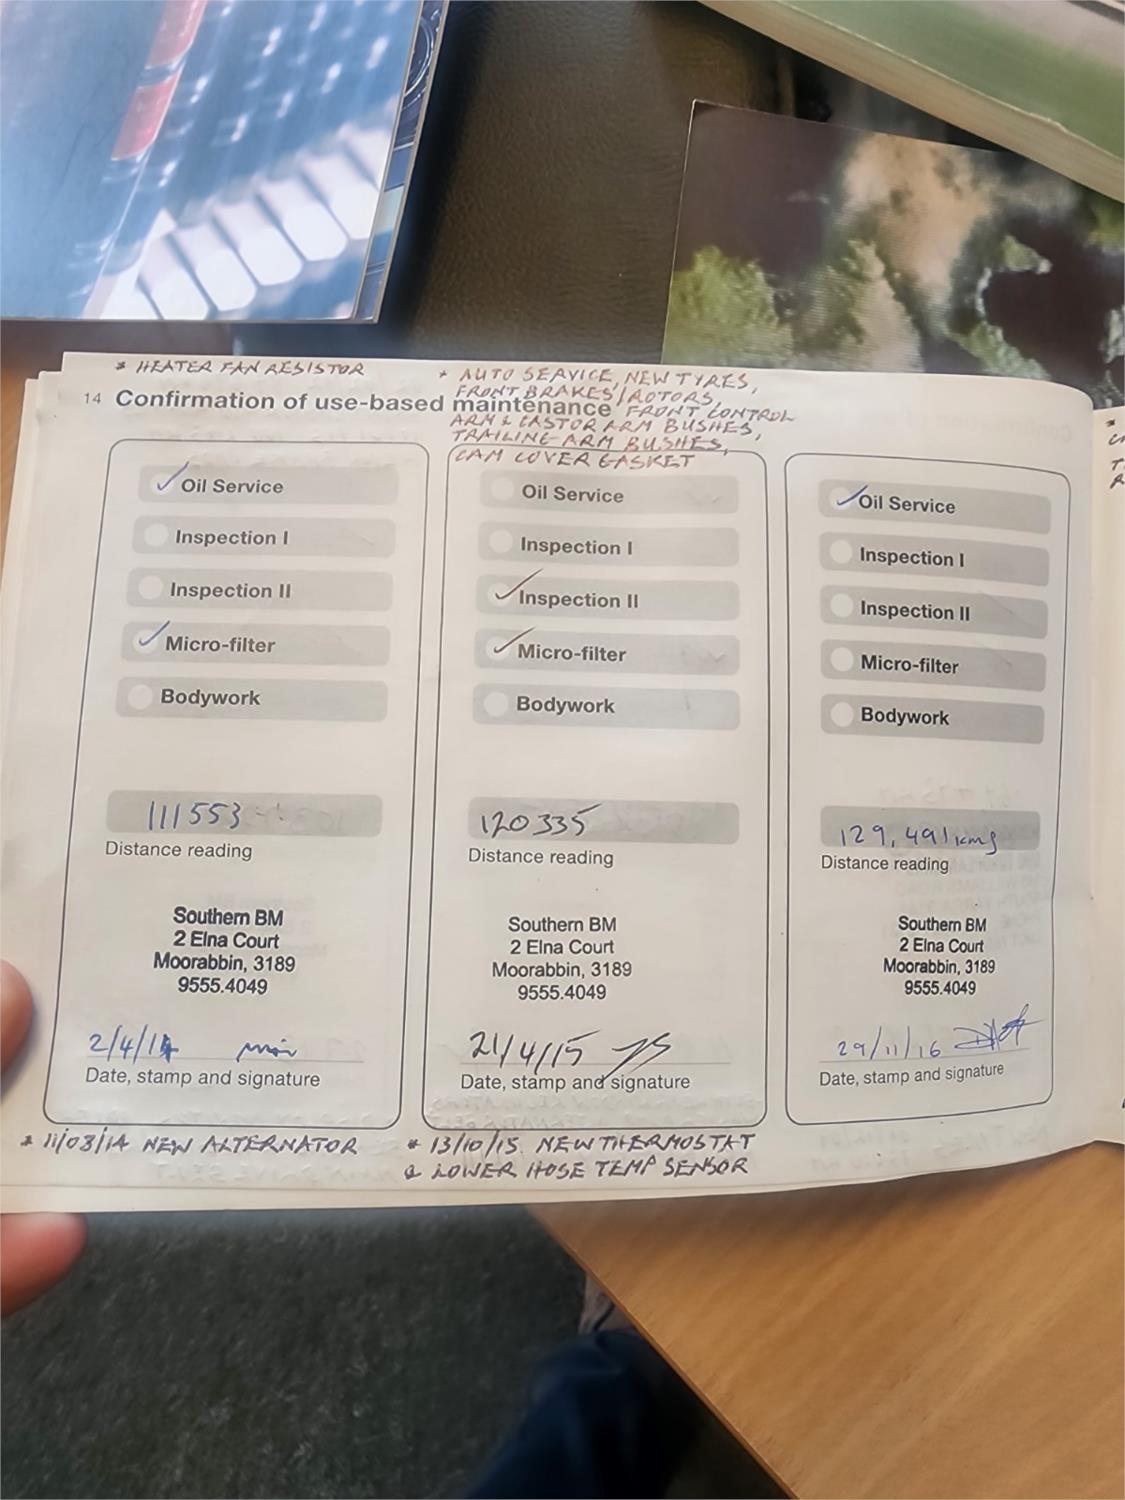 * HEATER FAN RESISTOR
14 Confirmation of use-based maintenance
✓ Oil Service
Inspection I
Inspection II
✓ Micro-filter
Bodywork
111553
Distance reading
Southern BM
2 Elna Court
Moorabbin, 3189
9555.4049
2/4/14
Date, stamp and signature
* 11/08/14 NEW ALTERNATOR
* AUTO SERVICE, NEW TYRES,
FRONT BRAKES/ROTORS,
FRONT CONTROL
ARM & CASTOR ARM BUSHES,
TRAILING ARM BUSHES,
CAM COVER GASKET
Oil Service
Inspection I
✓ Inspection II
✓ Micro-filter
Bodywork
120335
Distance reading
Southern BM
2 Elna Court
Moorabbin, 3189
9555.4049
21/4/15
Date, stamp and signature
* 13/10/15 NEW THERMOSTAT
& LOWER HOSE TEMP SENSOR
✓ Oil Service
Inspection I
Inspection II
Micro-filter
Bodywork
129,491kms
Distance reading
Southern BM
2 Elna Court
Moorabbin, 3189
9555.4049
29/11/16
Date, stamp and signature